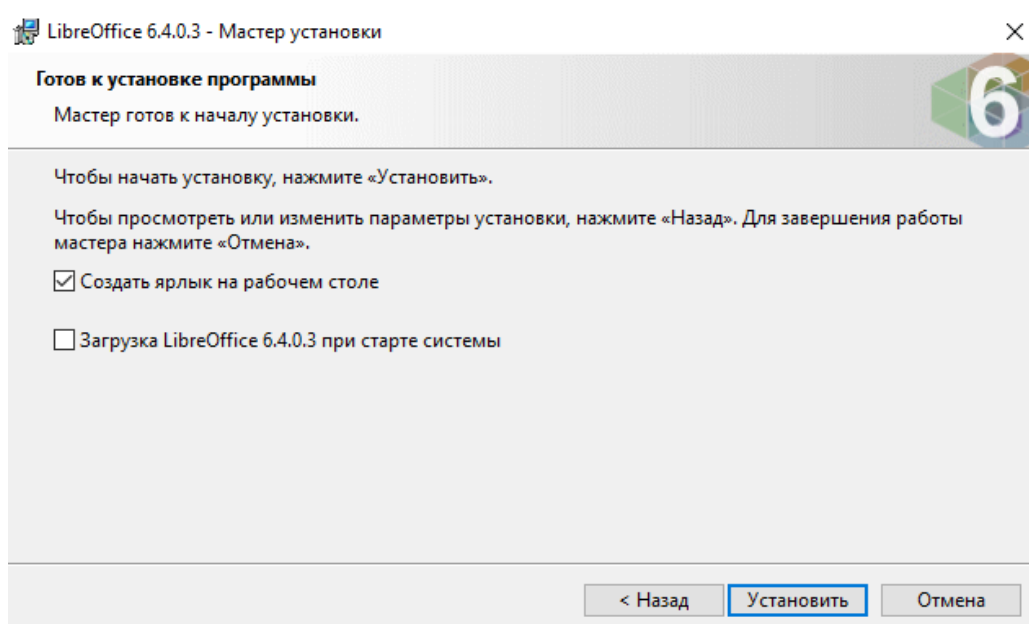 LibreOffice 6.4.0.3 - Мастер установки
Готов к установке программы
Мастер готов к началу установки.
6
Чтобы начать установку, нажмите «Установить».
Чтобы просмотреть или изменить параметры установки, нажмите «Назад». Для завершения работы
мастера нажмите «Отмена».
Создать ярлык на рабочем столе
Загрузка LibreOffice 6.4.0.3 при старте системы
< Назад Установить Отмена